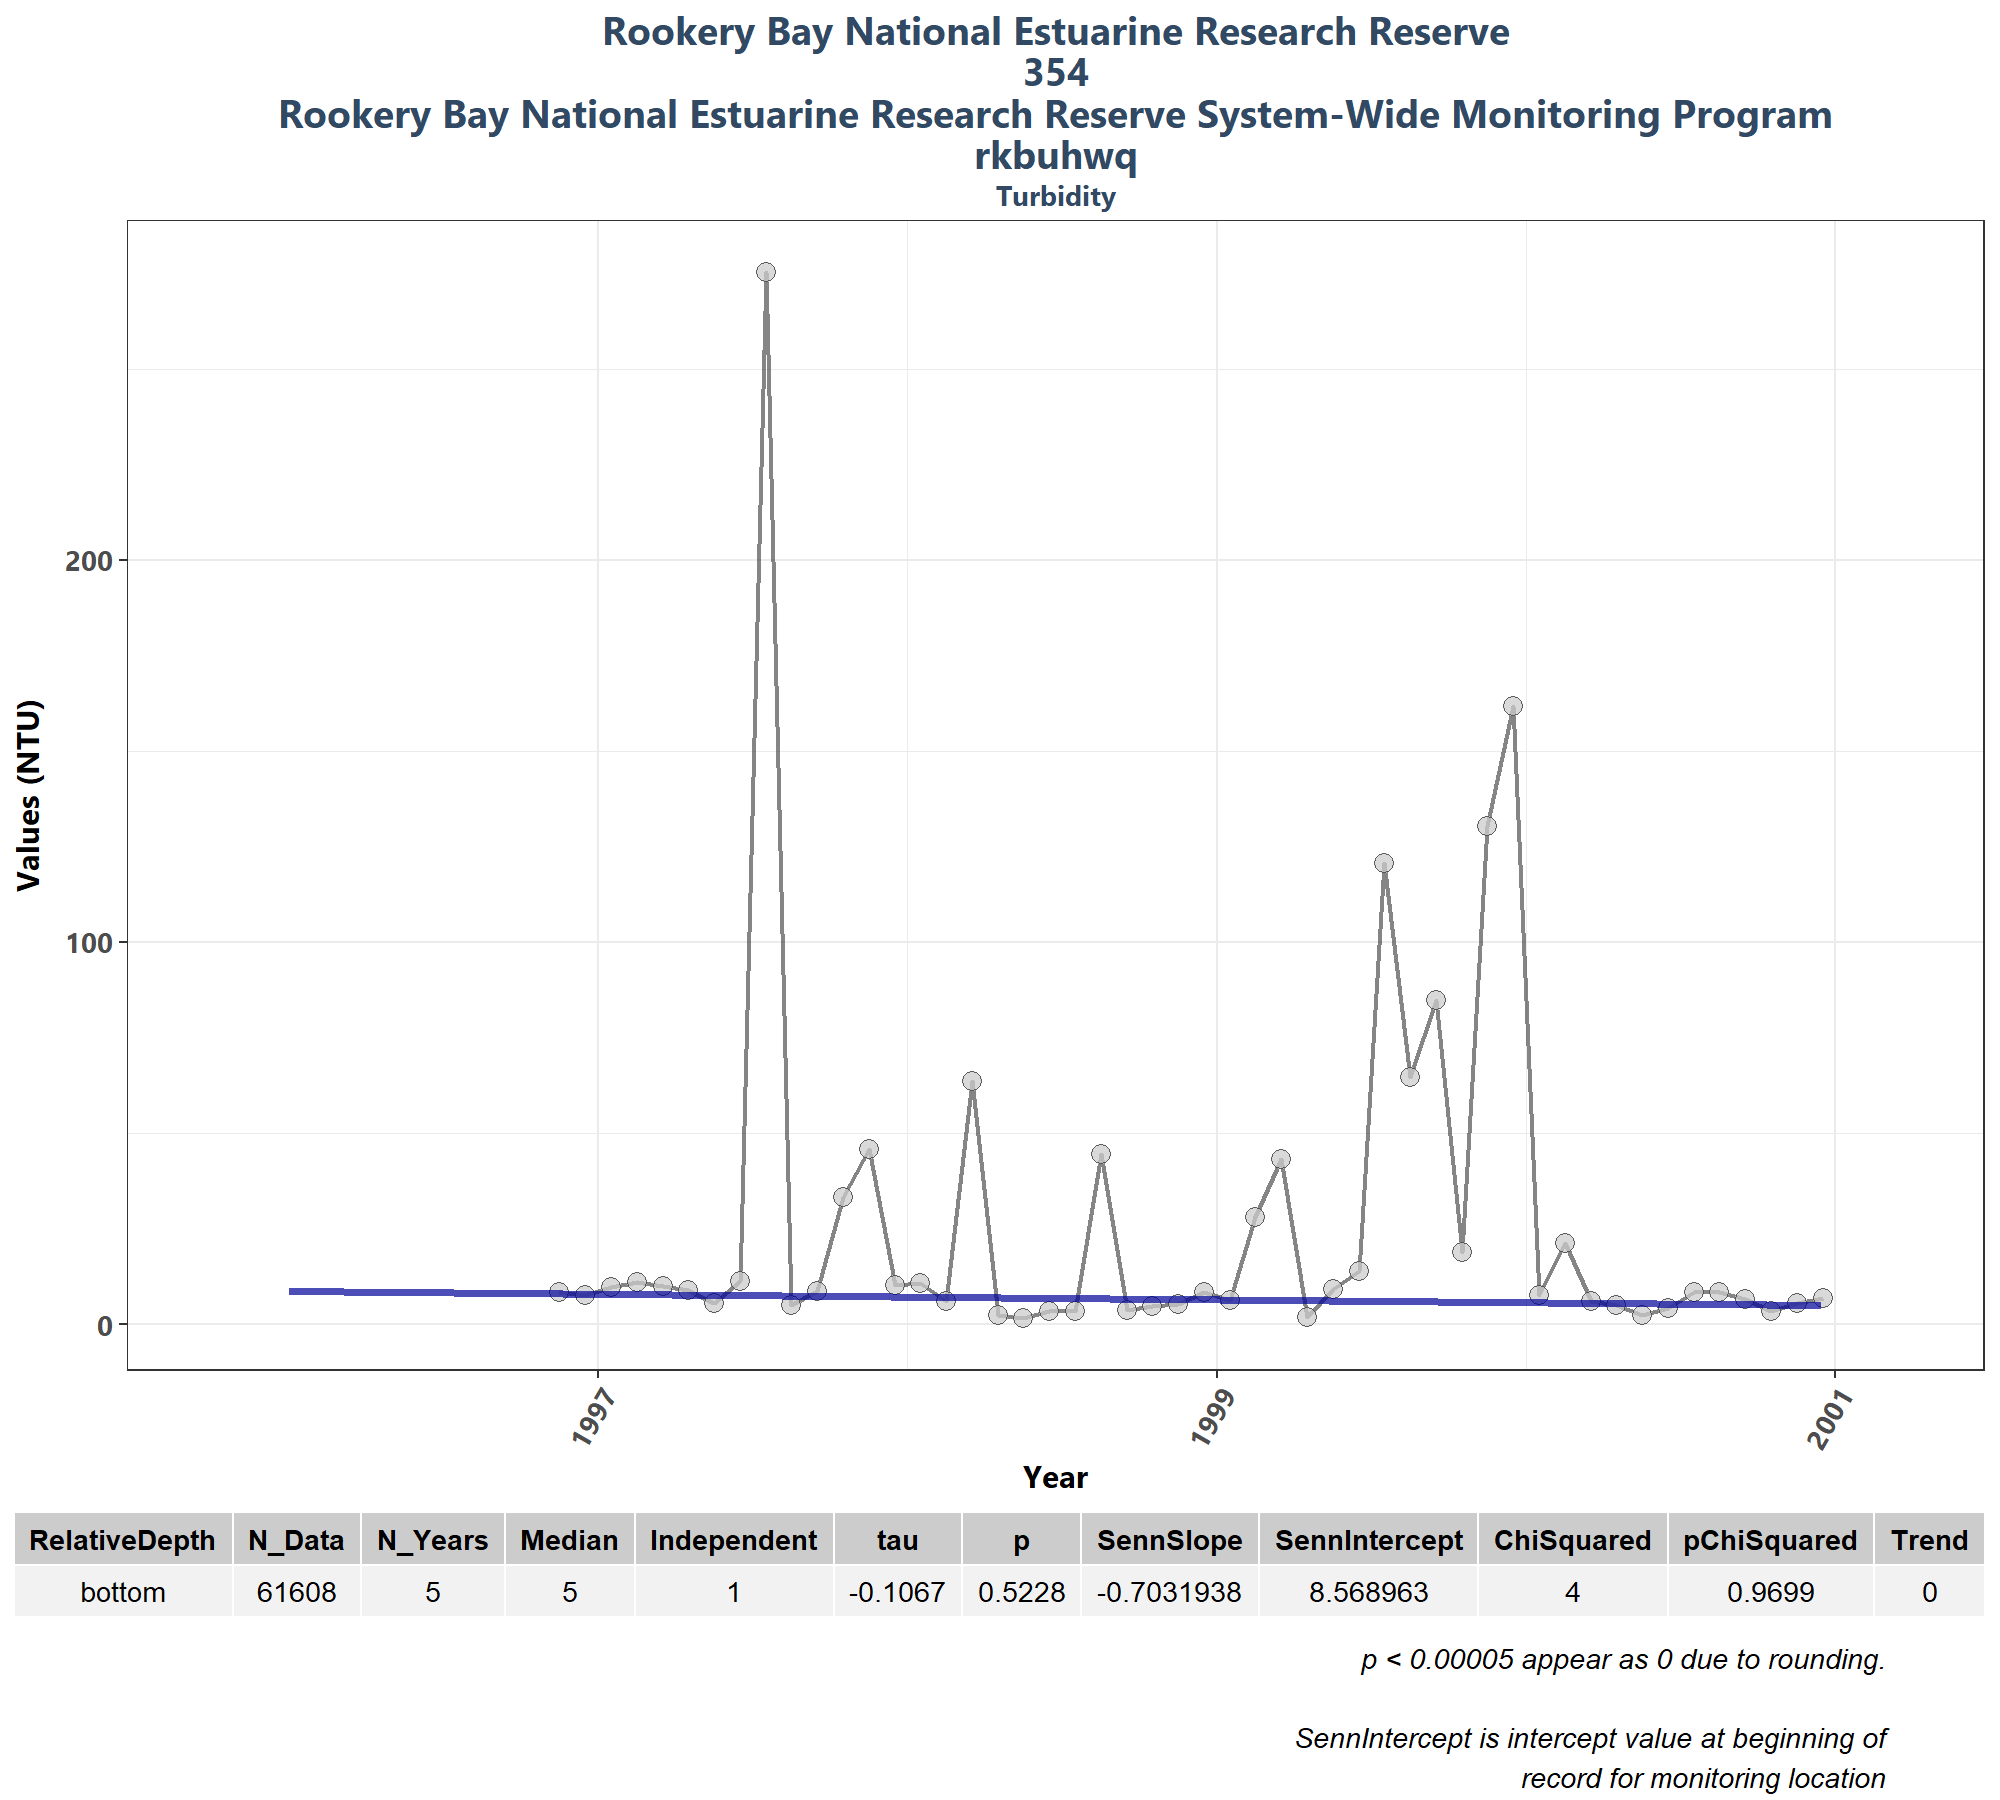 Rookery Bay National Estuarine Research Reserve
354
Rookery Bay National Estuarine Research Reserve System-Wide Monitoring Program
rkbuhwq
Turbidity
Values (NTU)
200
100
0
1997
1999
2001
Year
RelativeDepth N_Data N_Years Median Independent tau p SennSlope SennIntercept ChiSquared pChiSquared Trend
bottom 61608 5 5 1 -0.1067 0.5228 -0.7031938 8.568963 4 0.9699 0
p < 0.00005 appear as 0 due to rounding.
SennIntercept is intercept value at beginning of
record for monitoring location